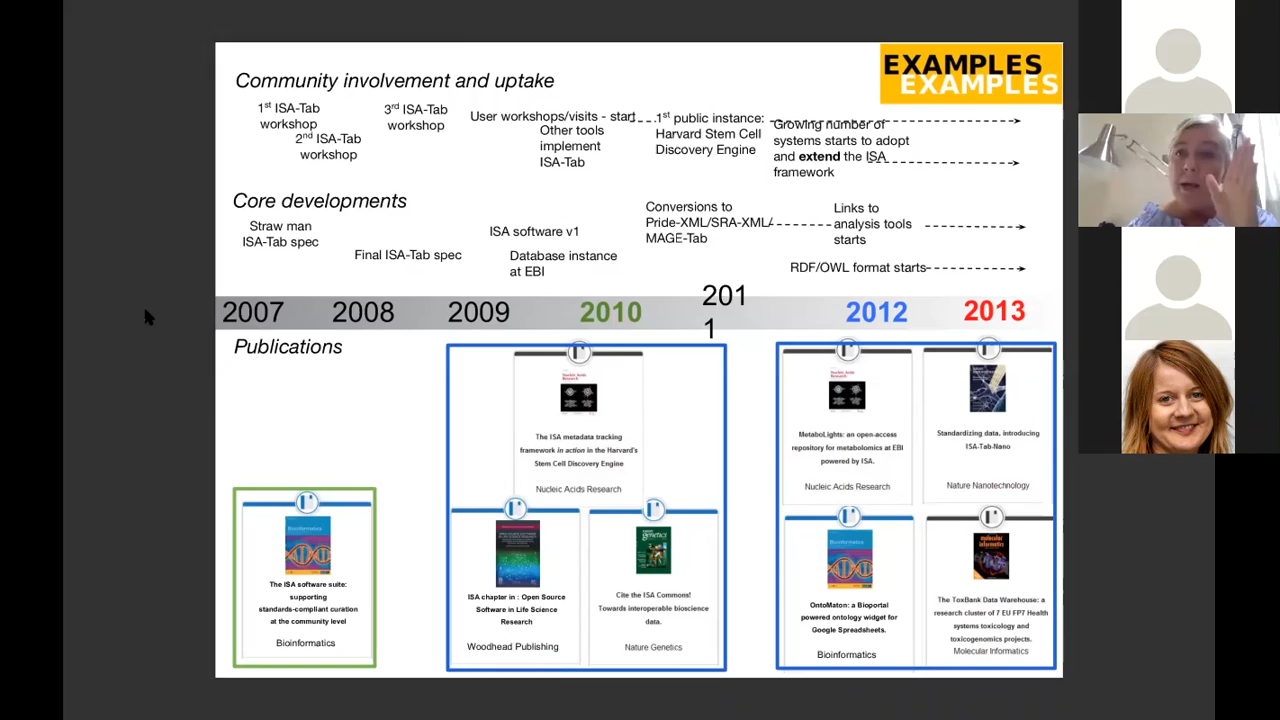 EXAMPLES
EXAMPLES
Community involvement and uptake
1st ISA-Tab
workshop
2nd ISA-Tab
workshop
3rd ISA-Tab
workshop
User workshops/visits - start
Other tools
implement
ISA-Tab
1st public instance:
Harvard Stem Cell
Discovery Engine
Growing number of
systems starts to adopt
and extend the ISA
framework
Core developments
Straw man
ISA-Tab spec
Final ISA-Tab spec
ISA software v1
Database instance
at EBI
Conversions to
Pride-XML/SRA-XML/
MAGE-Tab
Links to
analysis tools
starts
RDF/OWL format starts
2007 2008 2009 2010 201
1
2012 2013
Publications
The ISA software suite:
supporting
standards-compliant curation
at the community level
Bioinformatics
The ISA metadata tracking
framework in action in the Harvard's
Stem Cell Discovery Engine
Nucleic Acids Research
ISA chapter in : Open Source
Software in Life Science
Research
Woodhead Publishing
genetics
Cite the ISA Commons!
Towards interoperable bioscience
data.
Nature Genetics
MetaboLights: an open-access
repository for metabolomics at EBI
powered by ISA.
Nucleic Acids Research
Standardizing data, introducing
ISA-Tab-Nano
Nature Nanotechnology
Bioinformatics
OntoMaton: a Bioportal
powered ontology widget for
Google Spreadsheets.
Bioinformatics
molecular
informatics
The ToxBank Data Warehouse: a
research cluster of 7 EU FP7 Health
systems toxicology and
toxicogenomics projects.
Molecular Informatics